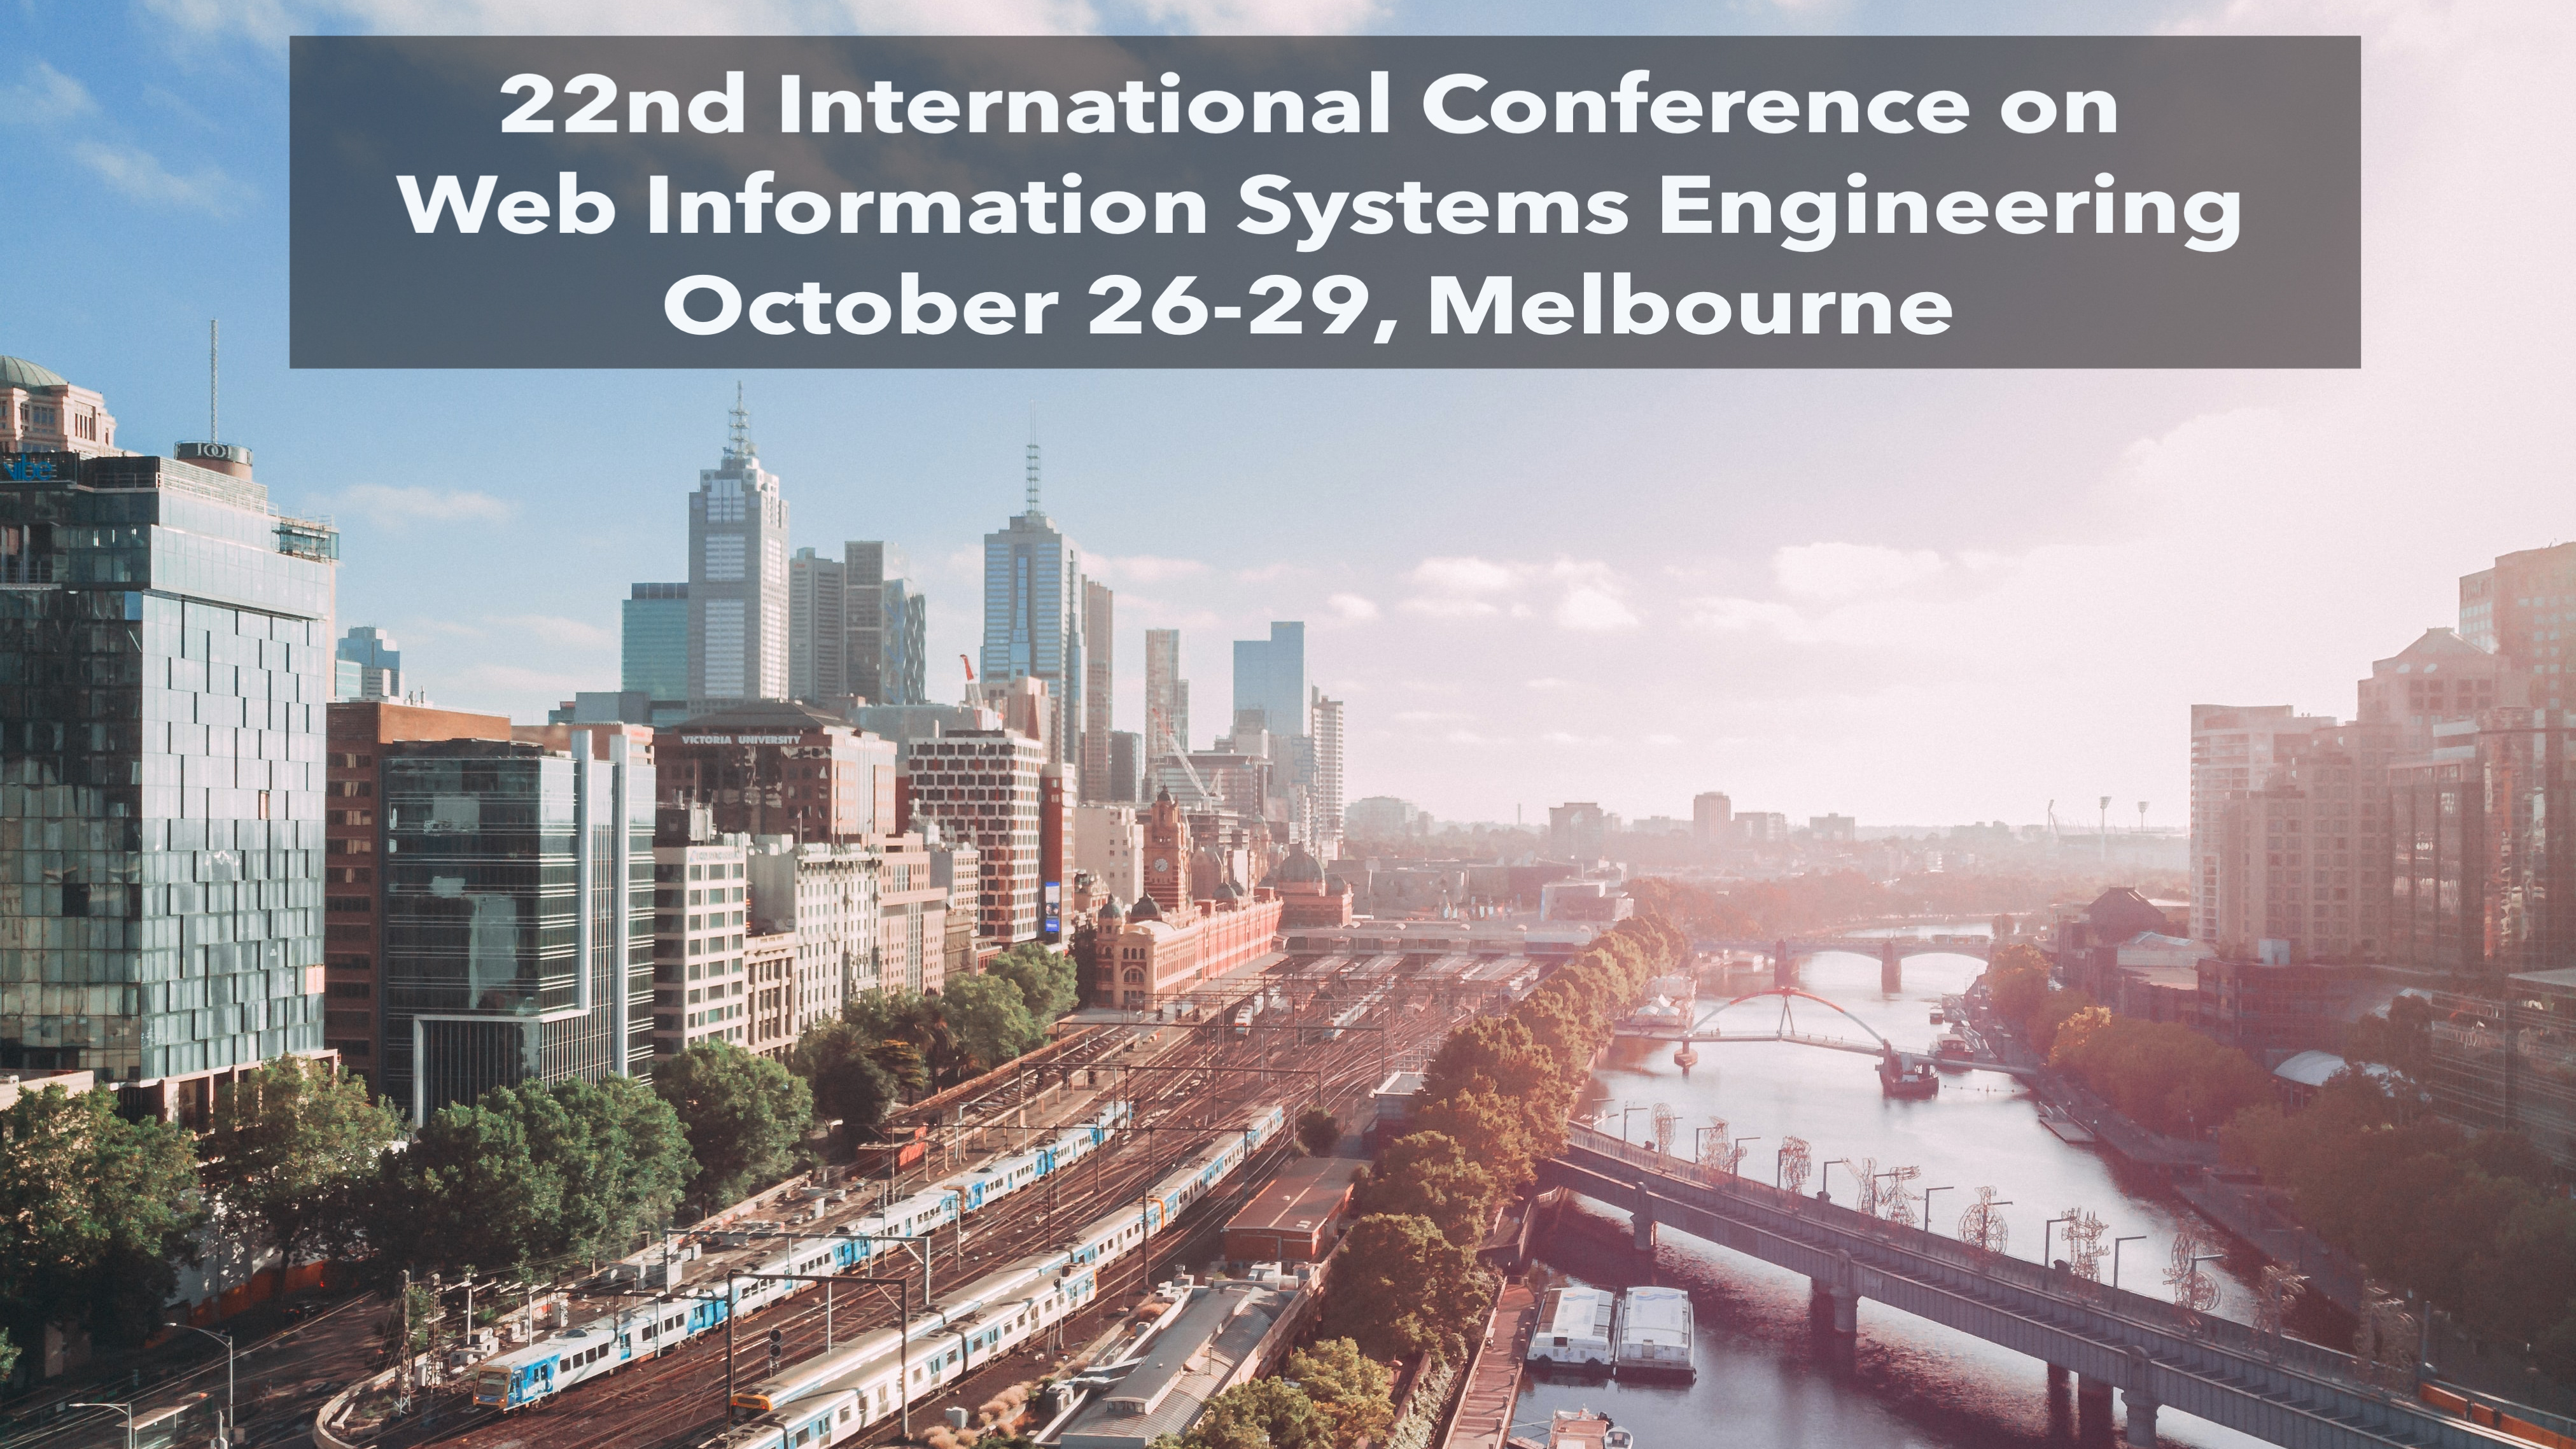 22nd International Conference on
Web Information Systems Engineering
October 26-29, Melbourne
VICTORIA UNIVERSITY